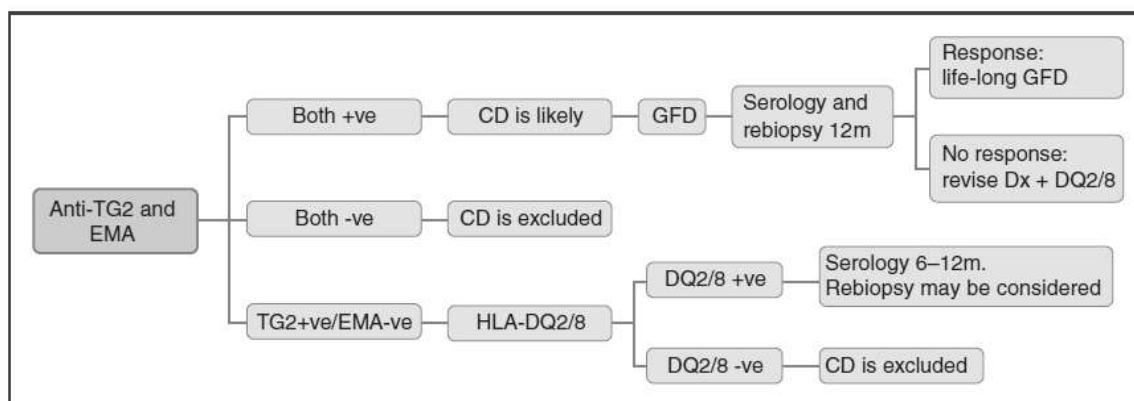 Anti-TG2 and
EMA
Both +ve
CD is likely
GFD
Serology and
rebiopsy 12m
Response:
life-long GFD
No response:
revise Dx + DQ2/8
Both -ve
CD is excluded
TG2+ve/EMA-ve
HLA-DQ2/8
DQ2/8 +ve
Serology 6–12m.
Rebiopsy may be considered
DQ2/8 -ve
CD is excluded